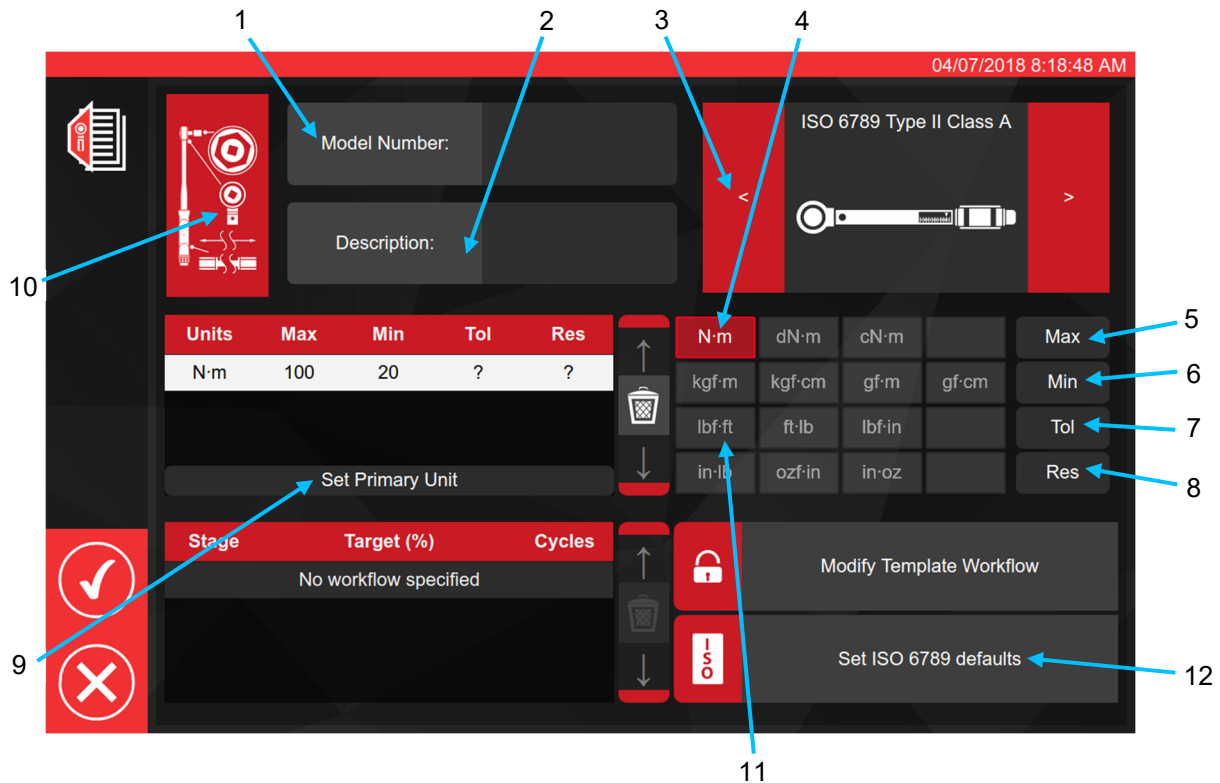 1
2
3
4
04/07/2018 8:18:48 AM
Model Number:
Description:
<
ISO 6789 Type II Class A
>
10
Units Max Min Tol Res
N·m 100 20 ? ?
Set Primary Unit
N·m dN·m cN·m Max
kgf·m kgf·cm gf·m gf·cm Min
lbf·ft ft·lb lbf·in Tol
in·lb ozf·in in·oz Res
5
6
7
8
Stage Target (%) Cycles
No workflow specified
Modify Template Workflow
ISO
Set ISO 6789 defaults
9
12
11